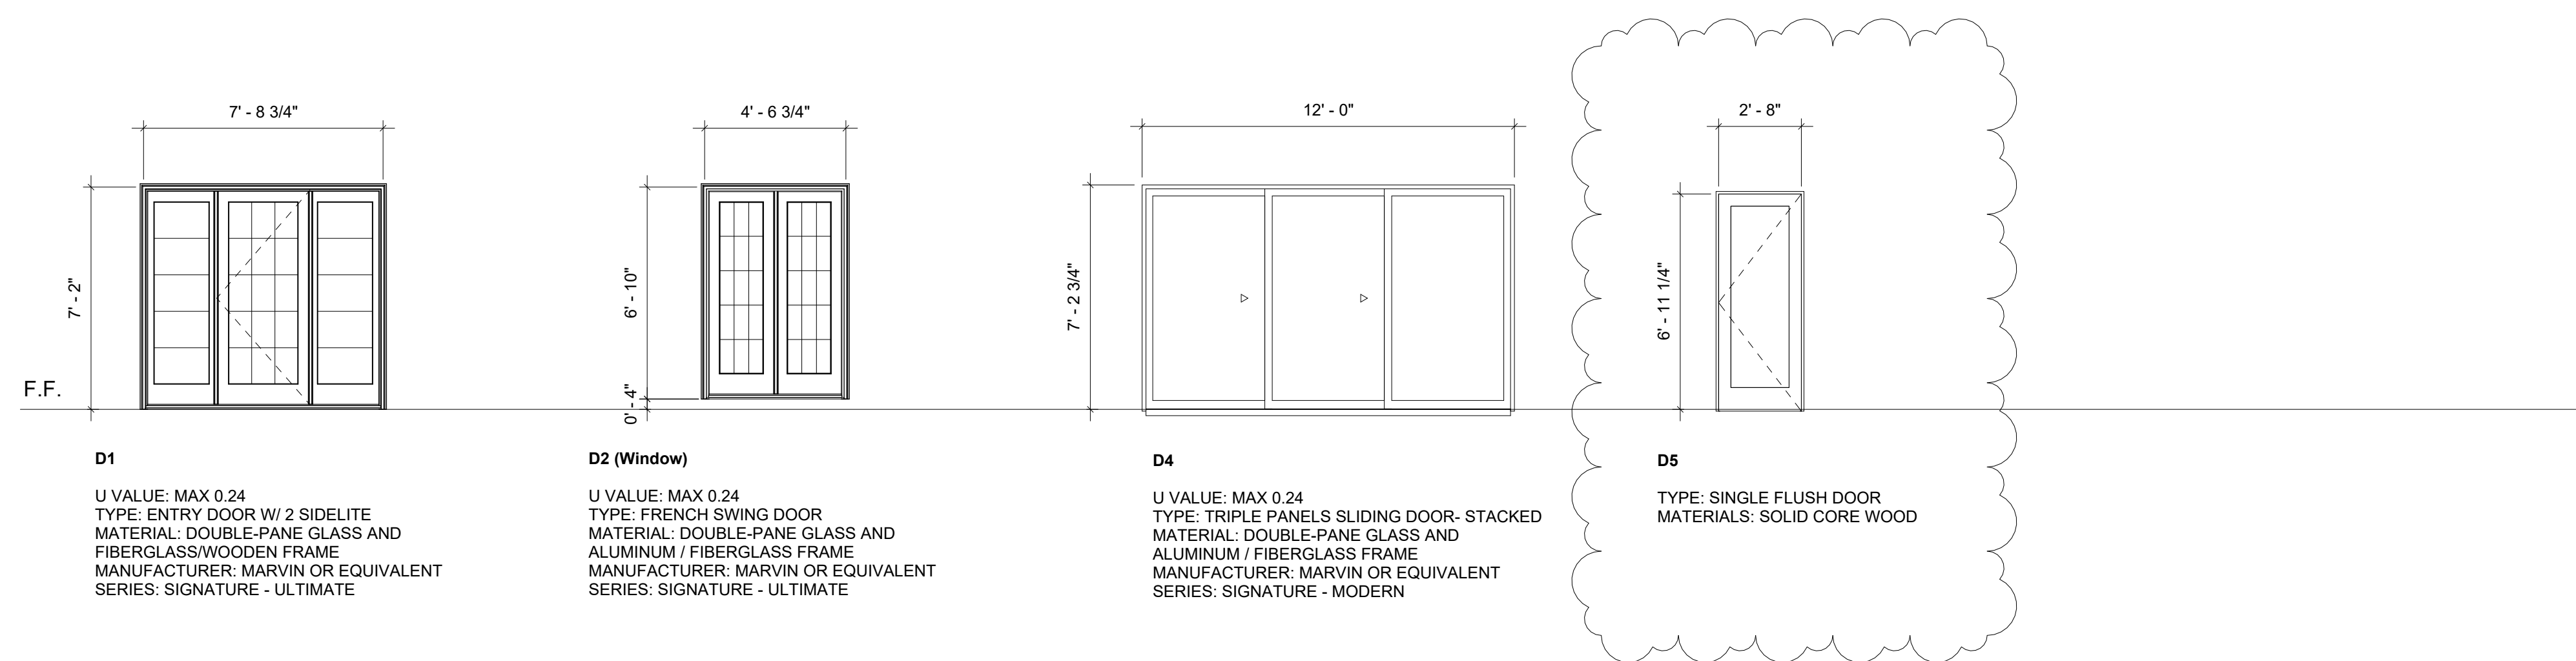 7' - 8 3/4"
7' - 2"
F.F.
D1
U VALUE: MAX 0.24
TYPE: ENTRY DOOR W/ 2 SIDELITE
MATERIAL: DOUBLE-PANE GLASS AND
FIBERGLASS/WOODEN FRAME
MANUFACTURER: MARVIN OR EQUIVALENT
SERIES: SIGNATURE - ULTIMATE
4' - 6 3/4"
6' - 10"
0' - 4"
D2 (Window)
U VALUE: MAX 0.24
TYPE: FRENCH SWING DOOR
MATERIAL: DOUBLE-PANE GLASS AND
ALUMINUM / FIBERGLASS FRAME
MANUFACTURER: MARVIN OR EQUIVALENT
SERIES: SIGNATURE - ULTIMATE
12' - 0"
7' - 2 3/4"
D4
U VALUE: MAX 0.24
TYPE: TRIPLE PANELS SLIDING DOOR- STACKED
MATERIAL: DOUBLE-PANE GLASS AND
ALUMINUM / FIBERGLASS FRAME
MANUFACTURER: MARVIN OR EQUIVALENT
SERIES: SIGNATURE - MODERN
2' - 8"
6' - 11 1/4"
D5
TYPE: SINGLE FLUSH DOOR
MATERIALS: SOLID CORE WOOD